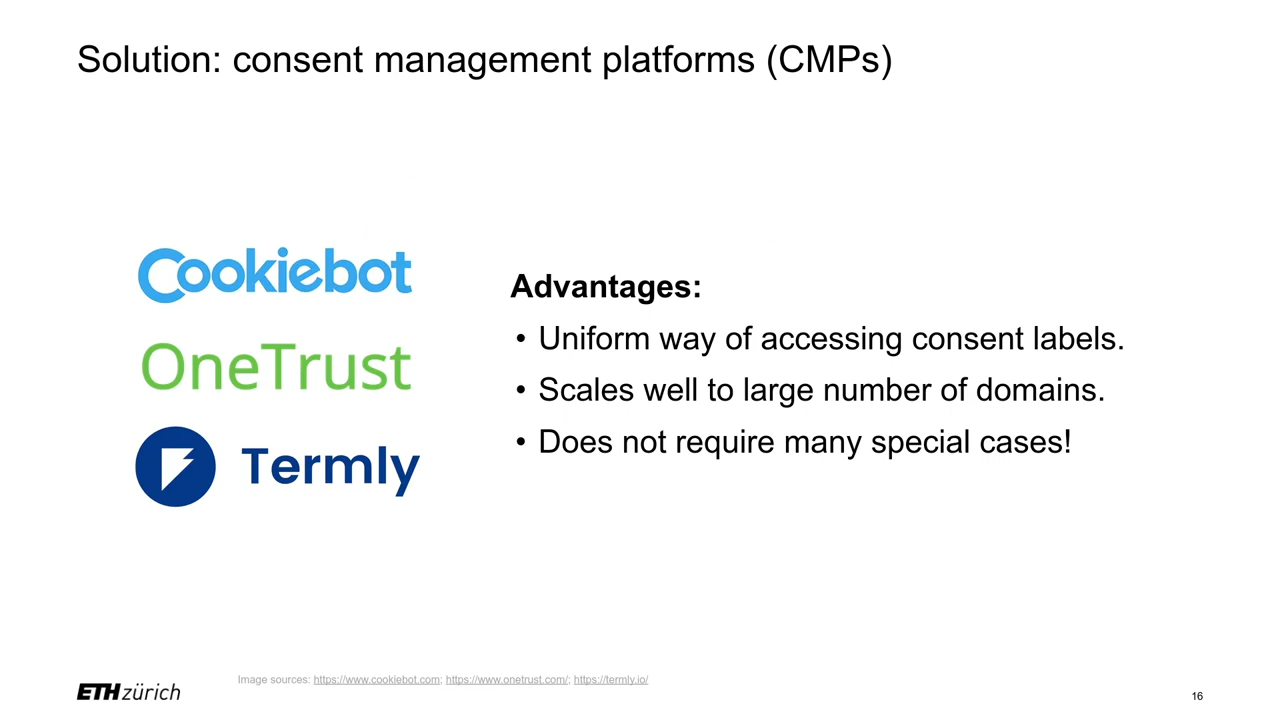 Solution: consent management platforms (CMPs)
Cookiebot
OneTrust
Termly
Advantages:
• Uniform way of accessing consent labels.
• Scales well to large number of domains.
• Does not require many special cases!
ETH zürich
Image sources: https://www.cookiebot.com; https://www.onetrust.com/; https://termly.io/
16